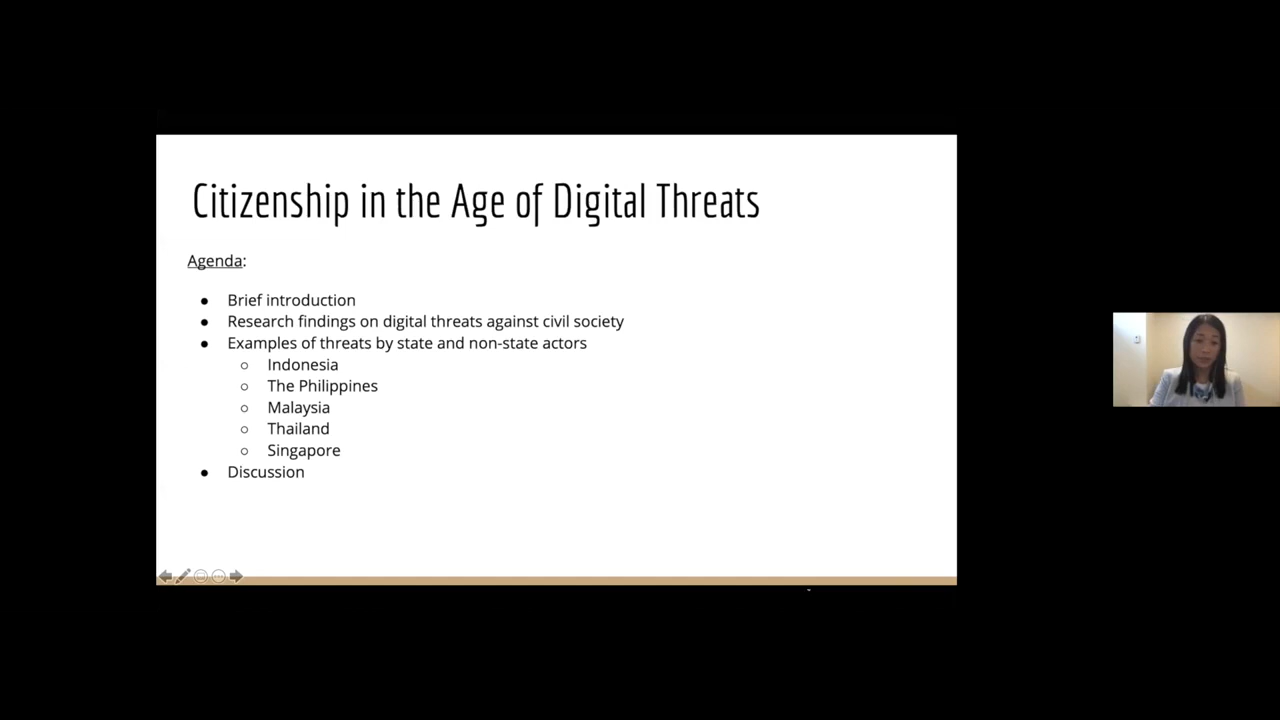 Citizenship in the Age of Digital Threats
Agenda:
● Brief introduction
● Research findings on digital threats against civil society
● Examples of threats by state and non-state actors
○ Indonesia
○ The Philippines
○ Malaysia
○ Thailand
○ Singapore
● Discussion